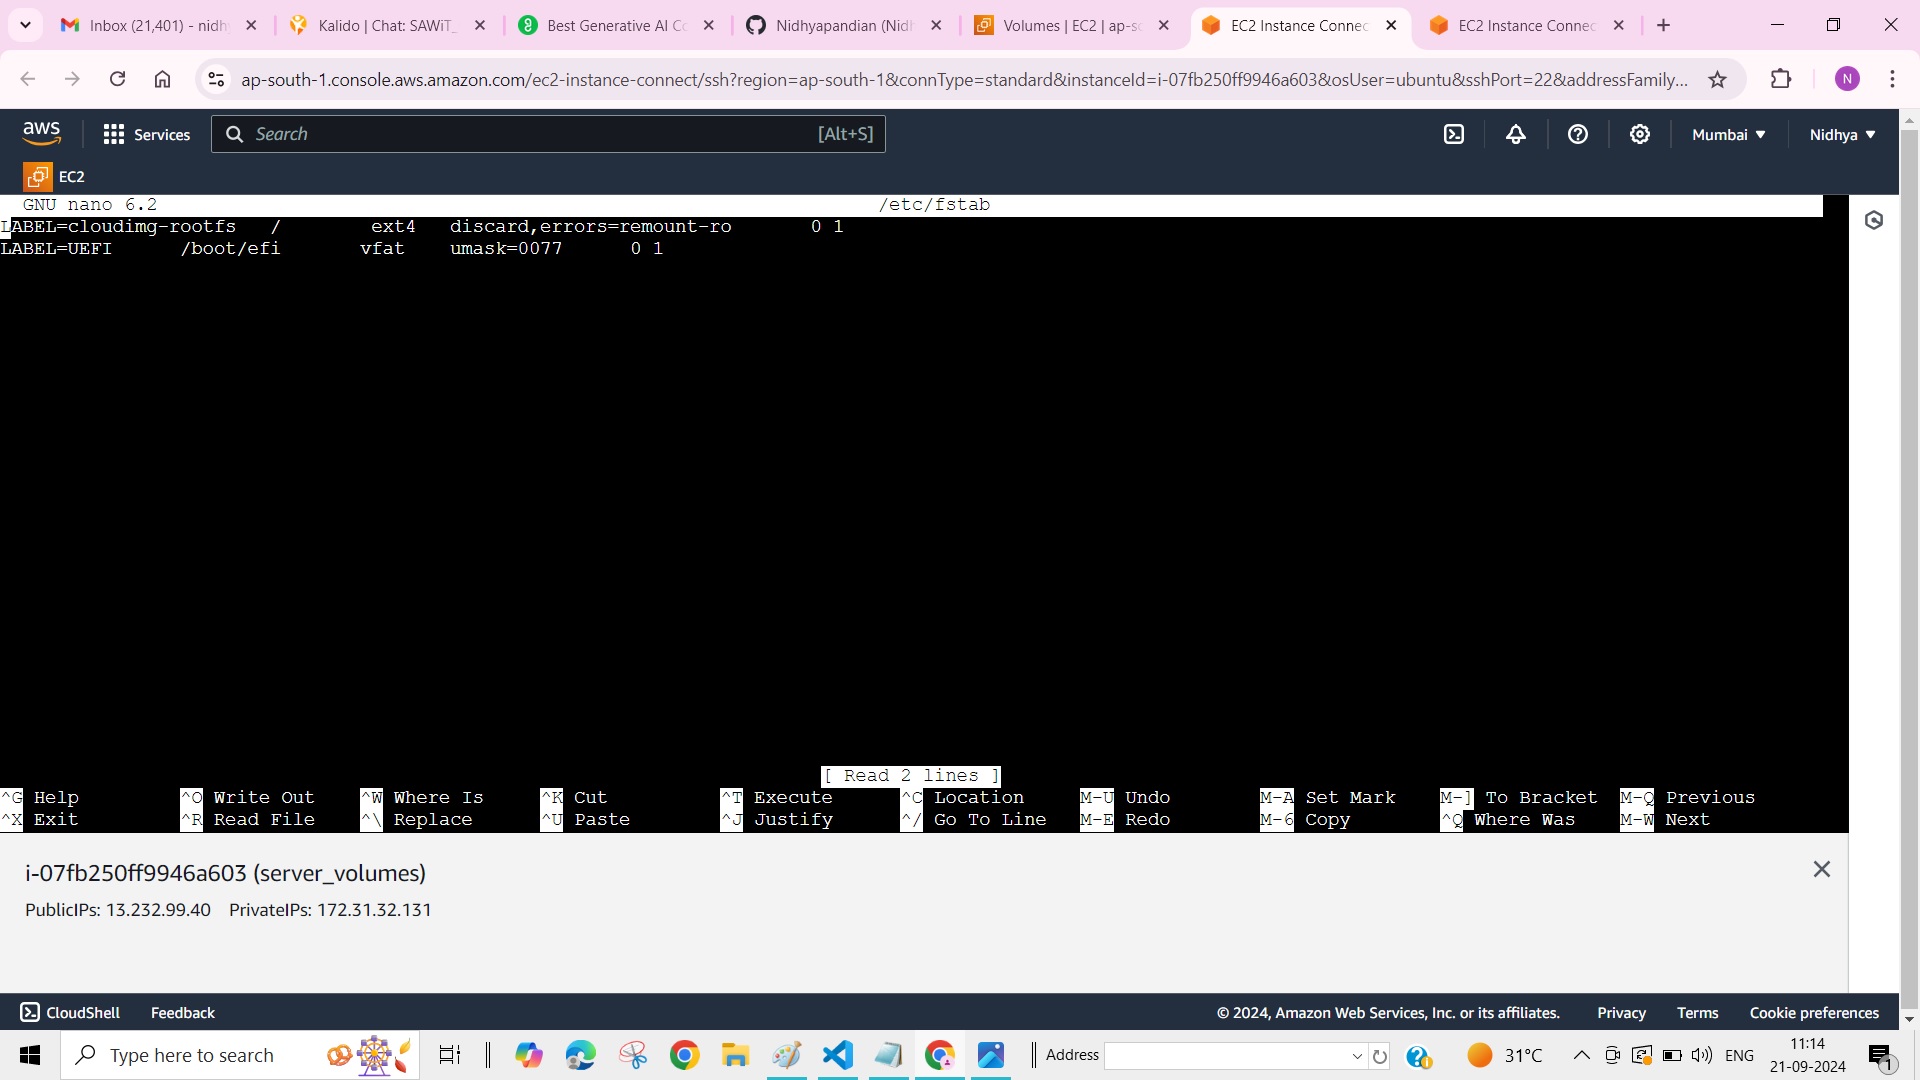 Inbox (21,401) - nidhy
Kalido | Chat: SAWiT_
Best Generative AI Co
Nidhyapandian (Nidh
Volumes | EC2 | ap-so
EC2 Instance Connec
EC2 Instance Connec
ap-south-1.console.aws.amazon.com/ec2-instance-connect/ssh?region=ap-south-1&connType=standard&instanceId=i-07fb250ff9946a603&osUser=ubuntu&sshPort=22&addressFamily...
N
aws Services Search [Alt+S] Mumbai Nidhya
EC2
GNU nano 6.2 /etc/fstab
LABEL=cloudimg-rootfs / ext4 discard,errors=remount-ro 0 1
LABEL=UEFI /boot/efi vfat umask=0077 0 1
[ Read 2 lines ]
^G Help ^O Write Out ^W Where Is ^K Cut ^T Execute ^C Location M-U Undo M-A Set Mark M-] To Bracket M-Q Previous
^X Exit ^R Read File ^\ Replace ^U Paste ^J Justify ^/ Go To Line M-E Redo M-6 Copy ^Q Where Was M-W Next
i-07fb250ff9946a603 (server_volumes)
PublicIPs: 13.232.99.40 PrivateIPs: 172.31.32.131
CloudShell Feedback © 2024, Amazon Web Services, Inc. or its affiliates. Privacy Terms Cookie preferences
Type here to search Address 31°C ENG 11:14
21-09-2024
1